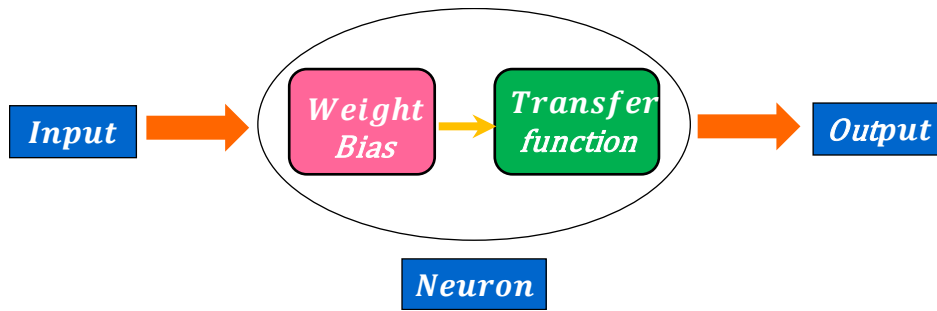 Input
Weight
Bias
Transfer
function
Output
Neuron